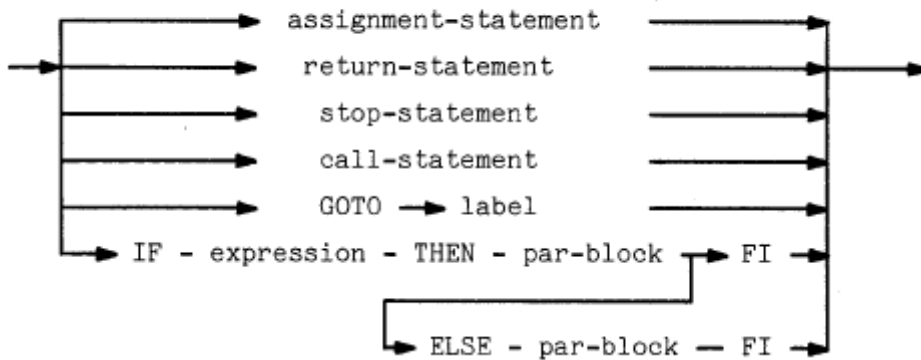 assignment-statement
return-statement
stop-statement
call-statement
GOTO label
IF - expression - THEN - par-block FI
ELSE - par-block - FI